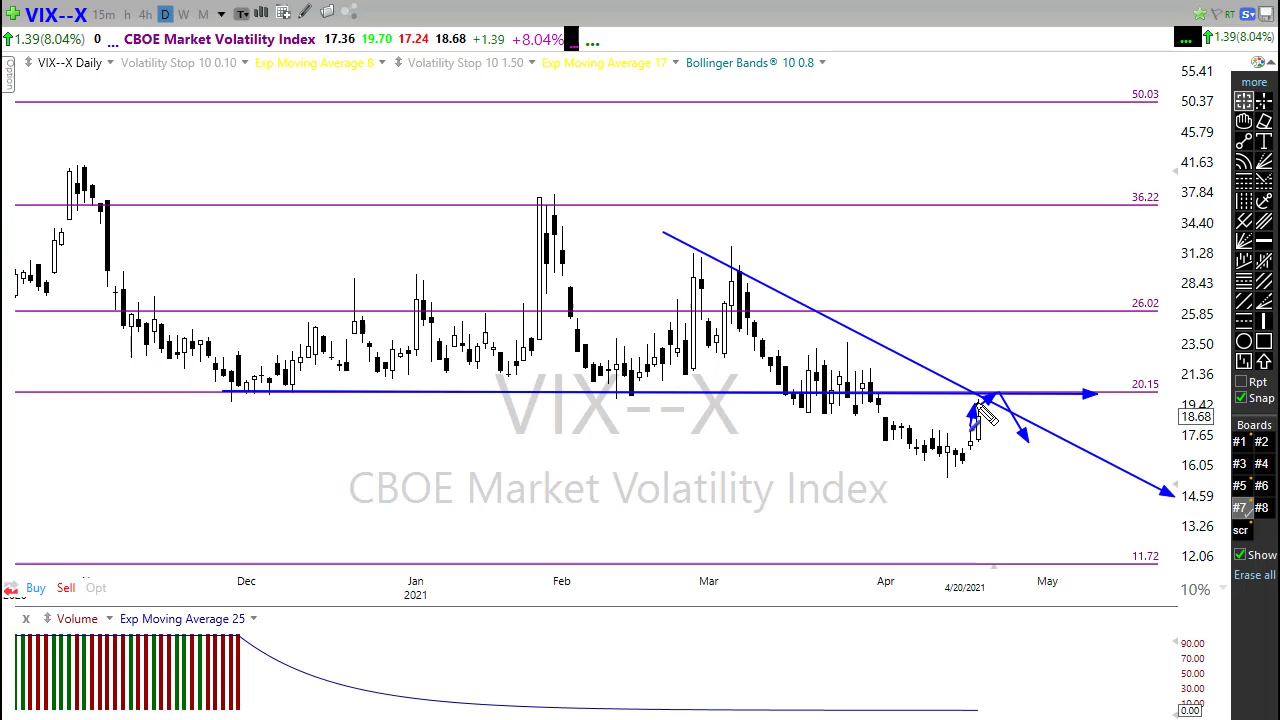 VIX--X 15m h 4h D W M T RT S
1.39(8.04%) 0 ... CBOE Market Volatility Index 17.36 19.70 17.24 18.68 +1.39 +8.04% ... ... ... 1.39(8.04%)
Option
VIX--X Daily Volatility Stop 10 0.10 Exp Moving Average 8 Volatility Stop 10 1.50 Exp Moving Average 17 Bollinger Bands® 10 0.8
more
55.41
50.03
50.37
45.79
41.63
36.22
37.84
34.40
31.28
28.43
26.02
25.85
23.50
21.36
20.15
19.42
18.68
17.65
16.05
14.59
13.26
11.72
12.06
VIX--X
CBOE Market Volatility Index
Rpt
Snap
Boards
#1 #2
#3 #4
#5 #6
#7 #8
scr
Show
Erase all
Dec Jan Feb Mar Apr May
2021 4/20/2021
Buy Sell Opt 10%
x Volume Exp Moving Average 25
90.00
70.00
50.00
30.00
0.00